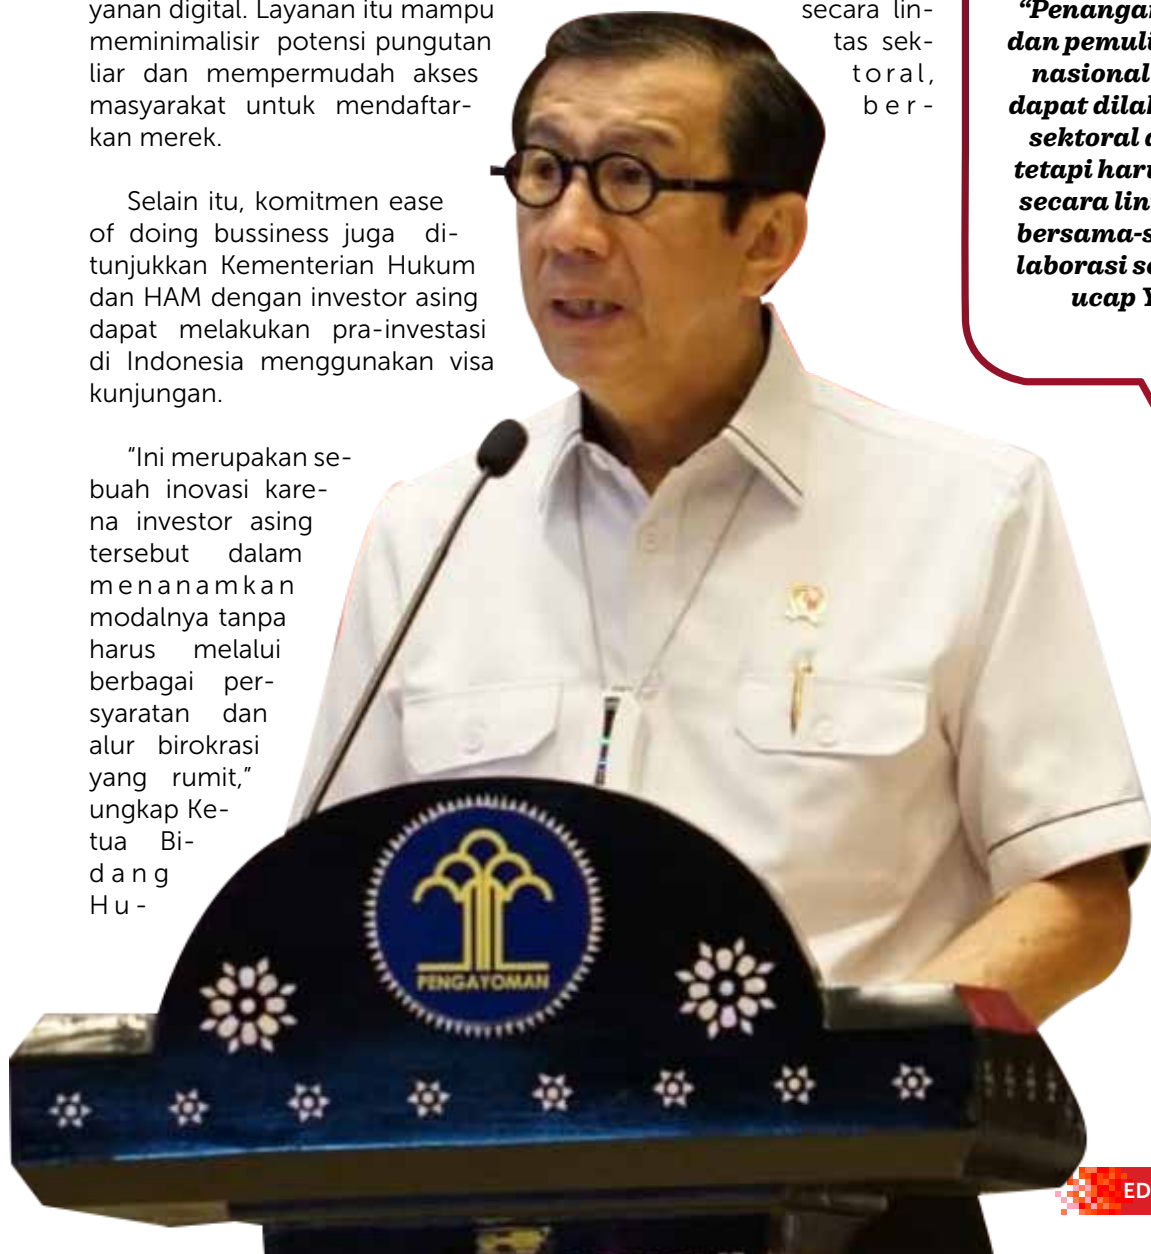 yanan digital. Layanan itu mampu
meminimalisir potensi pungutan
liar dan mempermudah akses
masyarakat untuk mendaftar-
kan merek.
Selain itu, komitmen ease
of doing bussiness juga di-
tunjukkan Kementerian Hukum
dan HAM dengan investor asing
dapat melakukan pra-investasi
di Indonesia menggunakan visa
kunjungan.
“Ini merupakan se-
buah inovasi kare-
na investor asing
tersebut dalam
menanamkan
modalnya tanpa
harus melalui
berbagai per-
syaratan dan
alur birokrasi
yang rumit,”
ungkap Ke-
tua Bi-
dang
Hu-
secara lin-
tas sek-
toral,
ber-
“Penangan
dan pemuli
nasional
dapat dilak
sektoral d
tetapi haru
secara lin
bersama-s
laborasi se
ucap Y
PENGAYOMAN
ED